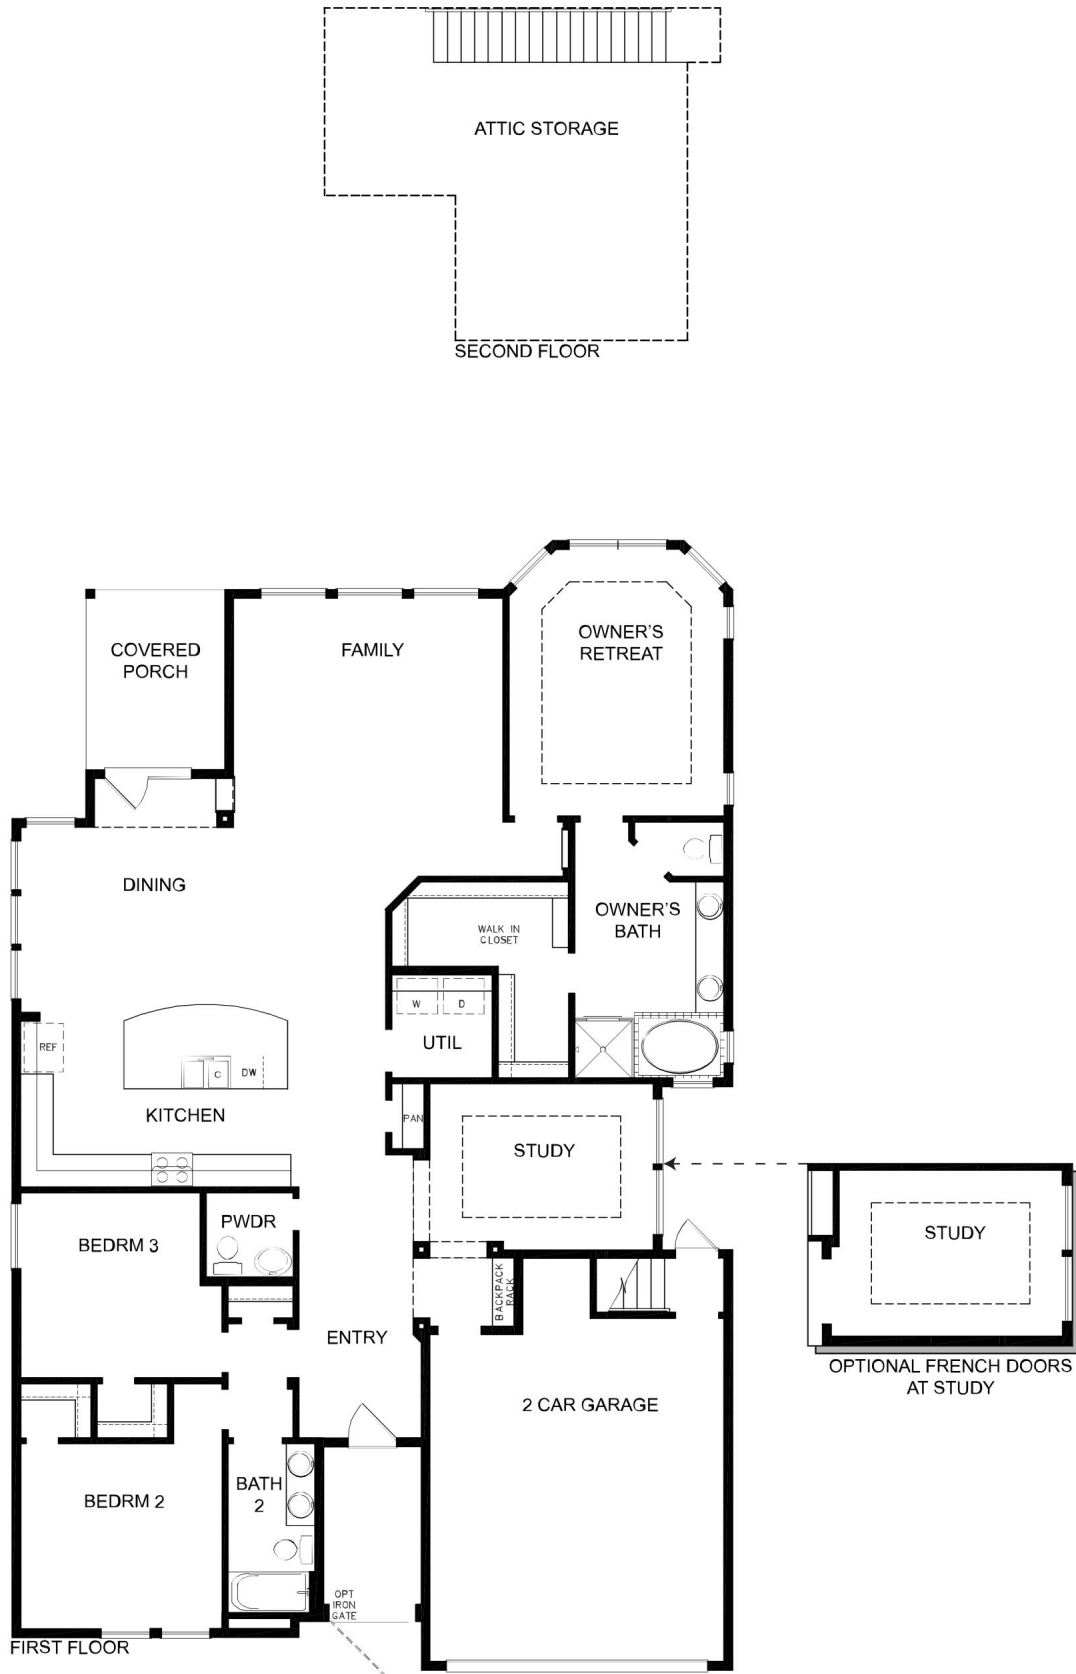 ATTIC STORAGE
SECOND FLOOR
OWNER'S
RETREAT
COVERED
PORCH
FAMILY
DINING
OWNER'S
BATH
WALK IN
CLOSET
W
D
REF
UTIL
C
DW
KITCHEN
PAN
STUDY
PWDR
BEDRM 3
STUDY
BACKPACK
RACK
ENTRY
OPTIONAL FRENCH DOORS
AT STUDY
2 CAR GARAGE
BATH
2
BEDRM 2
OPT
IRON
GATE
FIRST FLOOR